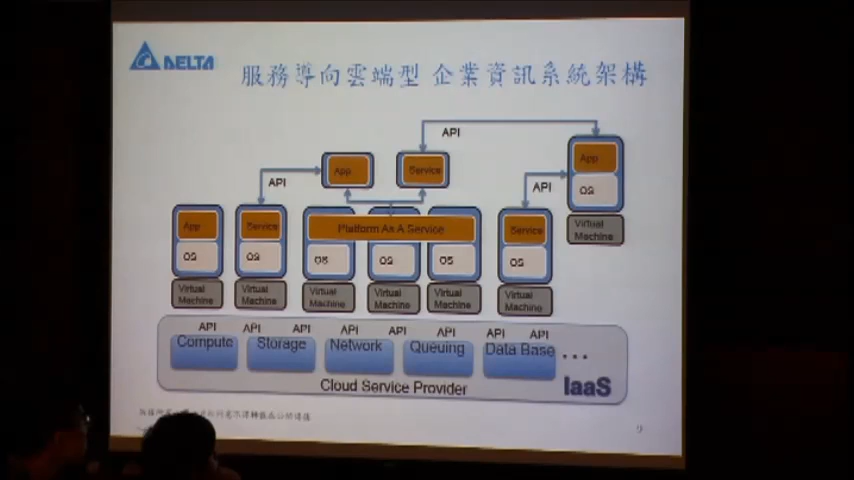 DELTA
服務導向雲端型 企業資訊系統架構
API
App
Service
App
OS
API
API
Virtual
Machine
App
OS
Service
OS
Platform As A Service
OS
OS
OS
Service
OS
Virtual
Machine
Virtual
Machine
Virtual
Machine
Virtual
Machine
Virtual
Machine
Virtual
Machine
API API API API API API API API
Compute Storage Network Queuing Data Base ...
Cloud Service Provider
IaaS
9